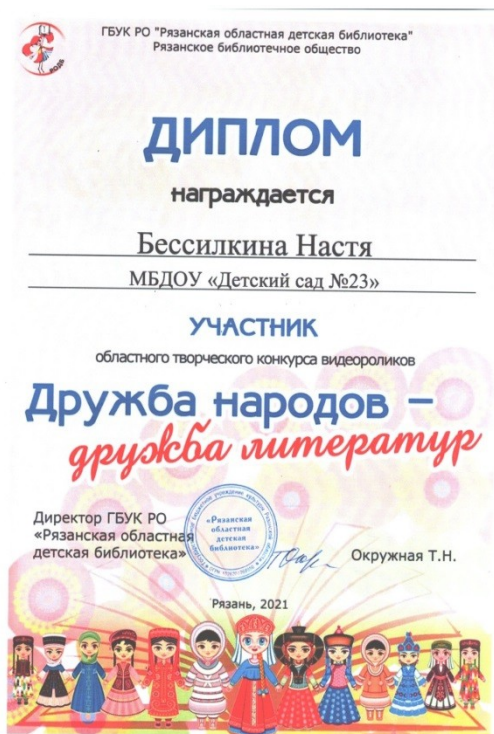 ГБУК РО "Рязанская областная детская библиотека"
Рязанское библиотечное общество
ДИПЛОМ
награждается
Бессилкина Настя
МБДОУ «Детский сад №23»
УЧАСТНИК
областного творческого конкурса видеороликов
Дружба народов –
дружба литератур
Директор ГБУК РО
«Рязанская областная
детская библиотека»
«Рязанская
областная
детская
библиотека»
Окружная Т.Н.
Рязань, 2021